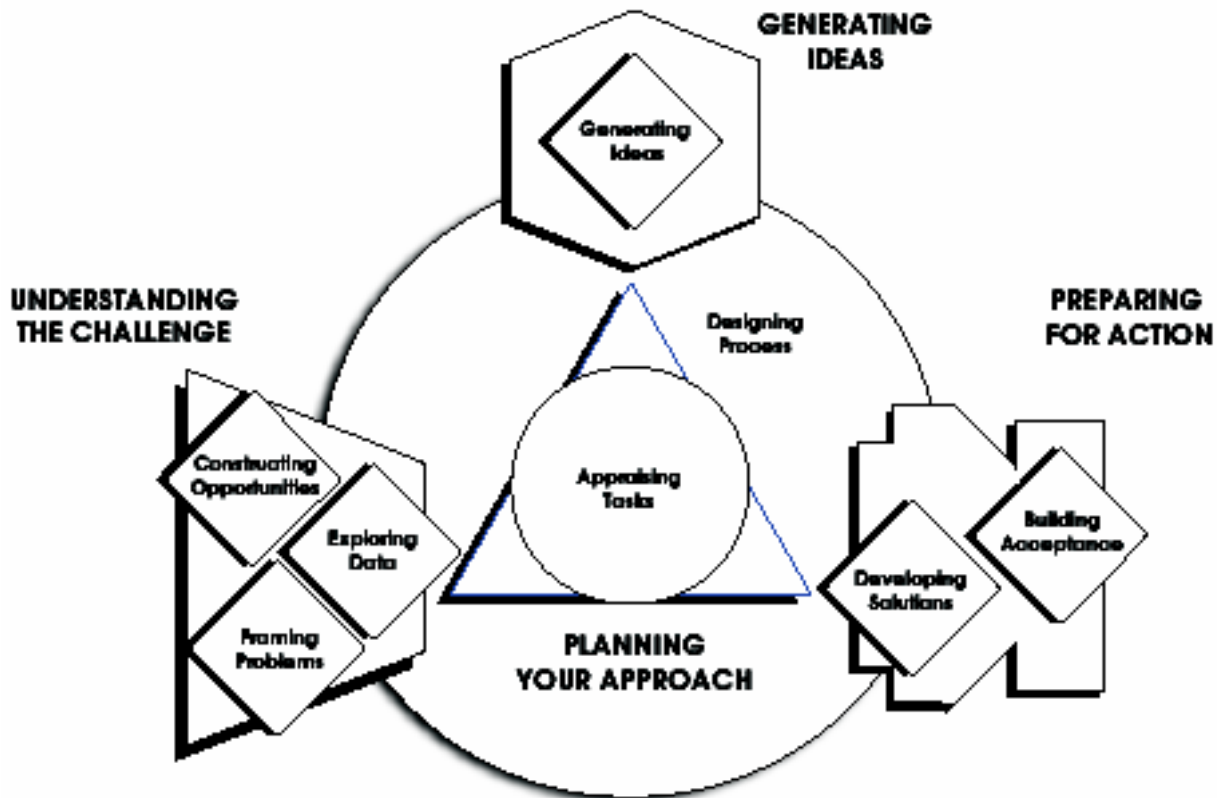 GENERATING
IDEAS
Generating
Ideas
UNDERSTANDING
THE CHALLENGE
PREPARING
FOR ACTION
Designing
Process
Constructing
Opportunities
Appraising
Tasks
Exploring
Data
Building
Acceptance
Developing
Solutions
Framing
Problems
PLANNING
YOUR APPROACH